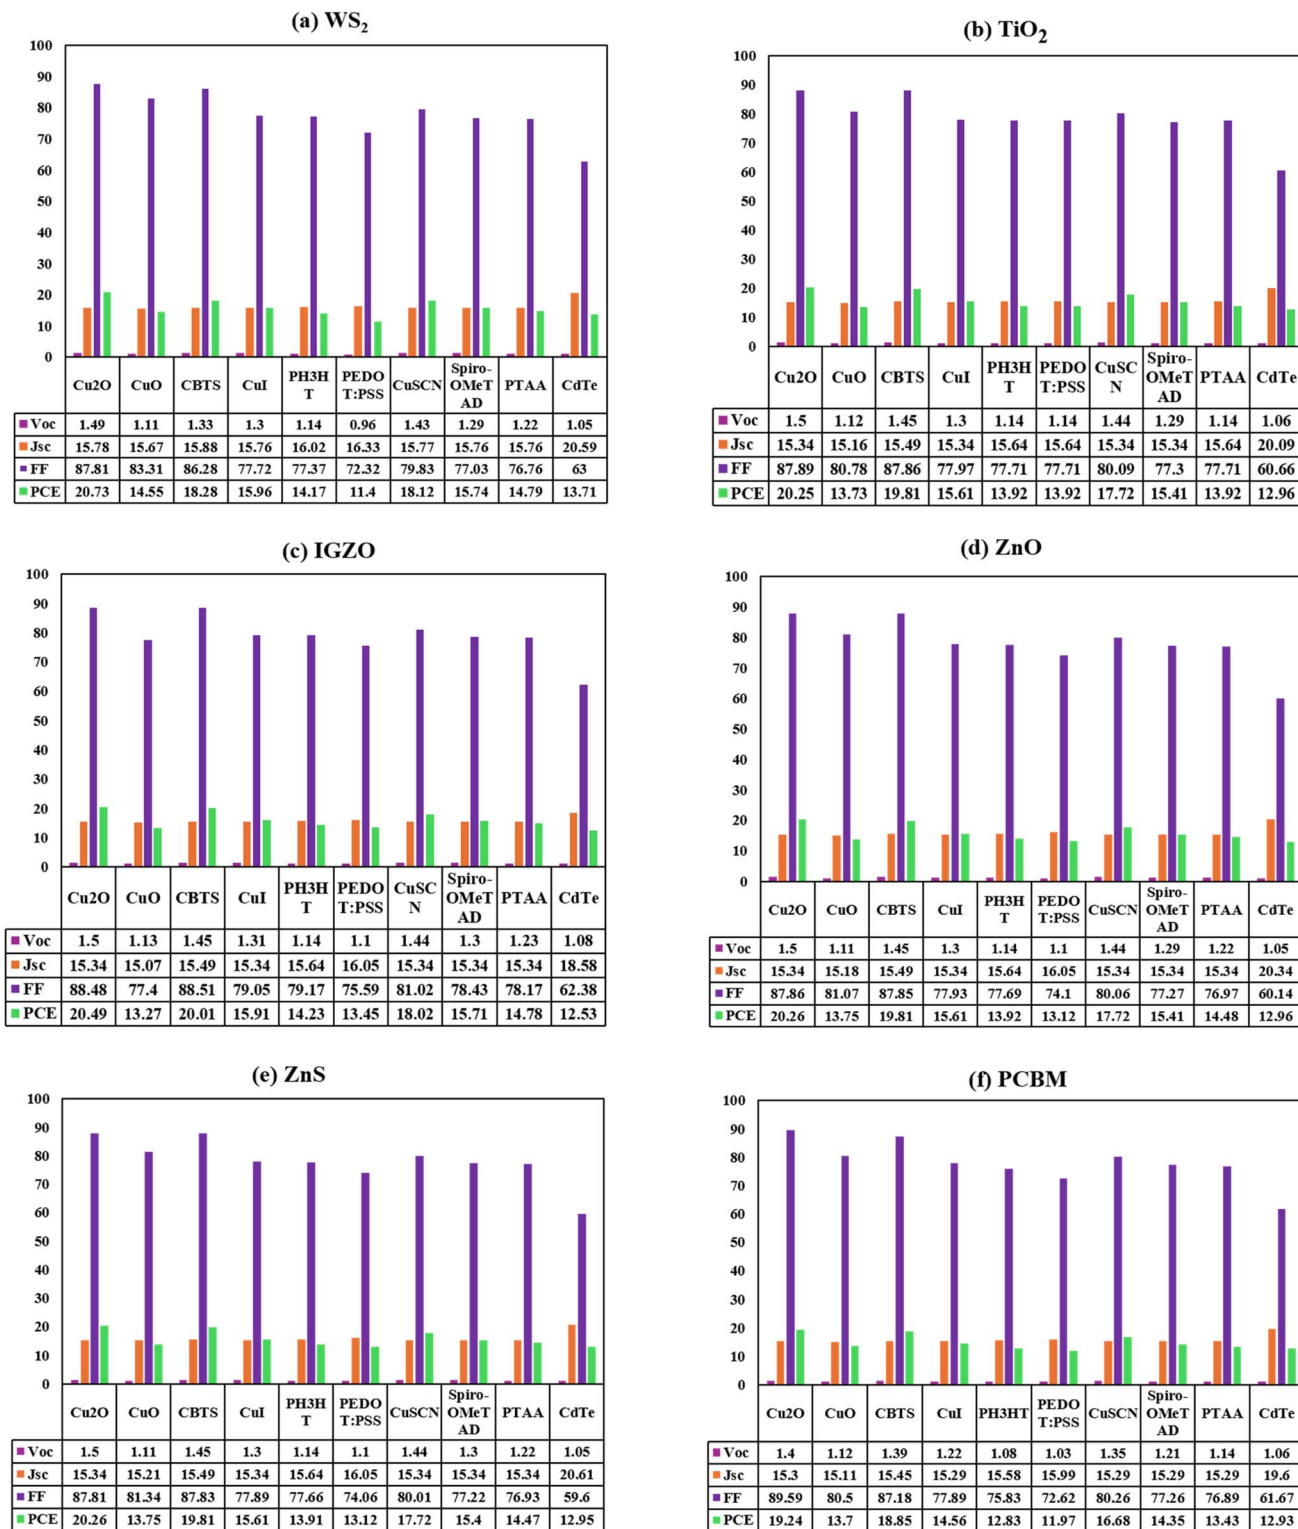 (a) WS2
100
90
80
70
60
50
40
30
20
10
0
Cu2O CuO CBTS CuI PH3HT PEDOT:PSS CuSCN Spiro-OMeTAD PTAA CdTe
Voc 1.49 1.11 1.33 1.3 1.14 0.96 1.43 1.29 1.22 1.05
Jsc 15.78 15.67 15.88 15.76 16.02 16.33 15.77 15.76 15.76 20.59
FF 87.81 83.31 86.28 77.72 77.37 72.32 79.83 77.03 76.76 63
PCE 20.73 14.55 18.28 15.96 14.17 11.4 18.12 15.74 14.79 13.71
(b) TiO2
100
90
80
70
60
50
40
30
20
10
0
Cu2O CuO CBTS CuI PH3HT PEDOT:PSS CuSCN Spiro-OMeTAD PTAA CdTe
Voc 1.5 1.12 1.45 1.3 1.14 1.14 1.44 1.29 1.14 1.06
Jsc 15.34 15.16 15.49 15.34 15.64 15.64 15.34 15.34 15.64 20.09
FF 87.89 80.78 87.86 77.97 77.71 77.71 80.09 77.3 77.71 60.66
PCE 20.25 13.73 19.81 15.61 13.92 13.92 17.72 15.41 13.92 12.96
(c) IGZO
100
90
80
70
60
50
40
30
20
10
0
Cu2O CuO CBTS CuI PH3HT PEDOT:PSS CuSCN Spiro-OMeTAD PTAA CdTe
Voc 1.5 1.13 1.45 1.31 1.14 1.1 1.44 1.3 1.23 1.08
Jsc 15.34 15.07 15.49 15.34 15.64 16.05 15.34 15.34 15.34 18.58
FF 88.48 77.4 88.51 79.05 79.17 75.59 81.02 78.43 78.17 62.38
PCE 20.49 13.27 20.01 15.91 14.23 13.45 18.02 15.71 14.78 12.53
(d) ZnO
100
90
80
70
60
50
40
30
20
10
0
Cu2O CuO CBTS CuI PH3HT PEDOT:PSS CuSCN Spiro-OMeTAD PTAA CdTe
Voc 1.5 1.11 1.45 1.3 1.14 1.1 1.44 1.29 1.22 1.05
Jsc 15.34 15.18 15.49 15.34 15.64 16.05 15.34 15.34 15.34 20.34
FF 87.86 81.07 87.85 77.93 77.69 74.1 80.06 77.27 76.97 60.14
PCE 20.26 13.75 19.81 15.61 13.92 13.12 17.72 15.41 14.48 12.96
(e) ZnS
100
90
80
70
60
50
40
30
20
10
0
Cu2O CuO CBTS CuI PH3HT PEDOT:PSS CuSCN Spiro-OMeTAD PTAA CdTe
Voc 1.5 1.11 1.45 1.3 1.14 1.1 1.44 1.3 1.22 1.05
Jsc 15.34 15.21 15.49 15.34 15.64 16.05 15.34 15.34 15.34 20.61
FF 87.81 81.34 87.83 77.89 77.66 74.06 80.01 77.22 76.93 59.6
PCE 20.26 13.75 19.81 15.61 13.91 13.12 17.72 15.4 14.47 12.95
(f) PCBM
100
90
80
70
60
50
40
30
20
10
0
Cu2O CuO CBTS CuI PH3HT PEDOT:PSS CuSCN Spiro-OMeTAD PTAA CdTe
Voc 1.4 1.12 1.39 1.22 1.08 1.03 1.35 1.21 1.14 1.06
Jsc 15.3 15.11 15.45 15.29 15.58 15.99 15.29 15.29 15.29 19.6
FF 89.59 80.5 87.18 77.89 75.83 72.62 80.26 77.26 76.89 61.67
PCE 19.24 13.7 18.85 14.56 12.83 11.97 16.68 14.35 13.43 12.93